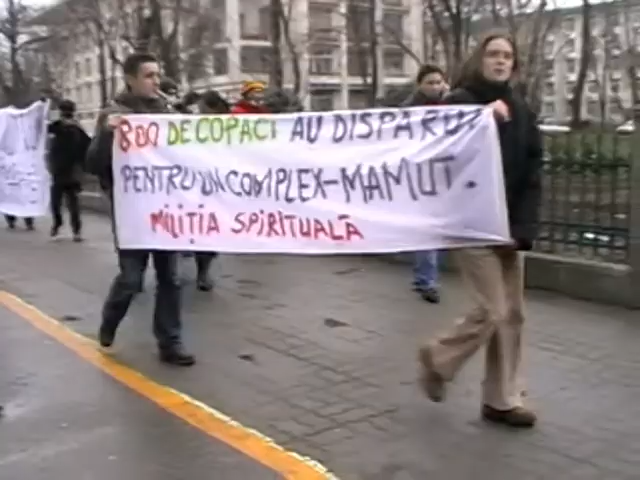 800 DE COPACI AU DISPĂRUT
PENTRU UN COMPLEX-MAMUT.
MILIȚIA SPIRITUALĂ